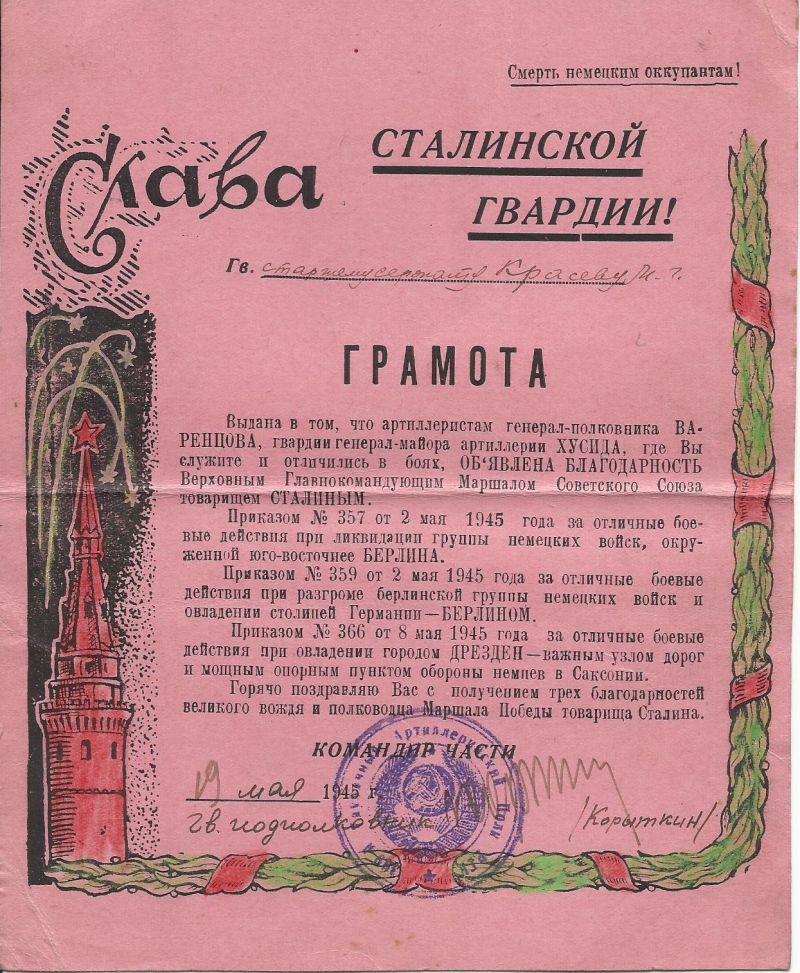 Смерть немецким оккупантам!
Слава СТАЛИНСКОЙ
ГВАРДИИ!
Гв. старшему сержанту Красеву И. Г.
ГРАМОТА
Выдана в том, что артиллеристам генерал-полковника ВА-
РЕНЦОВА, гвардии генерал-майора артиллерии ХУСИДА, где Вы
служите и отличились в боях, ОБ‘ЯВЛЕНА БЛАГОДАРНОСТЬ
Верховным Главнокомандующим Маршалом Советского Союза
товарищем СТАЛИНЫМ.
Приказом № 357 от 2 мая 1945 года за отличные бое-
вые действия при ликвидации группы немецких войск, окру-
женной юго-восточнее БЕРЛИНА.
Приказом № 359 от 2 мая 1945 года за отличные боевые
действия при разгроме берлинской группы немецких войск и
овладении столицей Германии—БЕРЛИНОМ.
Приказом № 366 от 8 мая 1945 года за отличные боевые
действия при овладении городом ДРЕЗДЕН—важным узлом дорог
и мощным опорным пунктом обороны немцев в Саксонии.
Горячо поздравляю Вас с получением трех благодарностей
великого вождя и полководца Маршала Победы товарища Сталина.
КОМАНДИР ЧАСТИ
19 мая 1945 г.
гв. подполковник /Корыткин/
Артиллерийский Полк